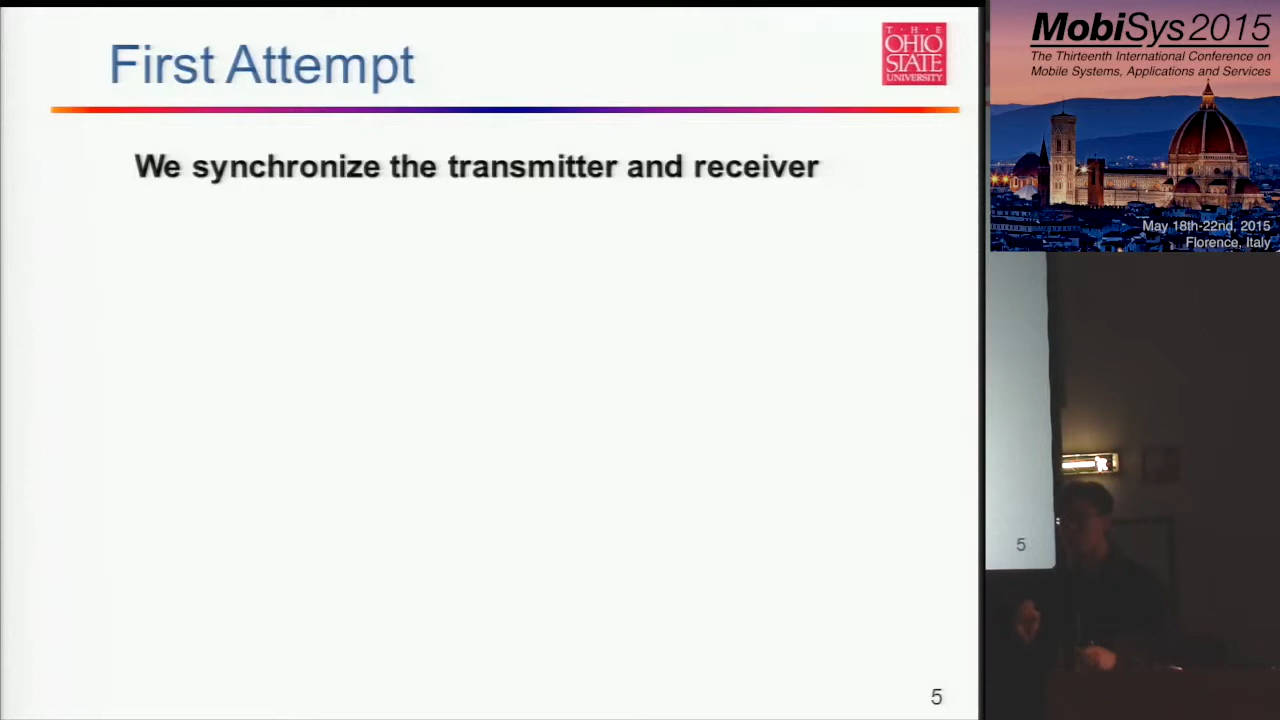 First Attempt
THE
OHIO
STATE
UNIVERSITY
We synchronize the transmitter and receiver
5
MobiSys 2015
The Thirteenth International Conference on
Mobile Systems, Applications and Services
May 18th-22nd, 2015
Florence, Italy
5